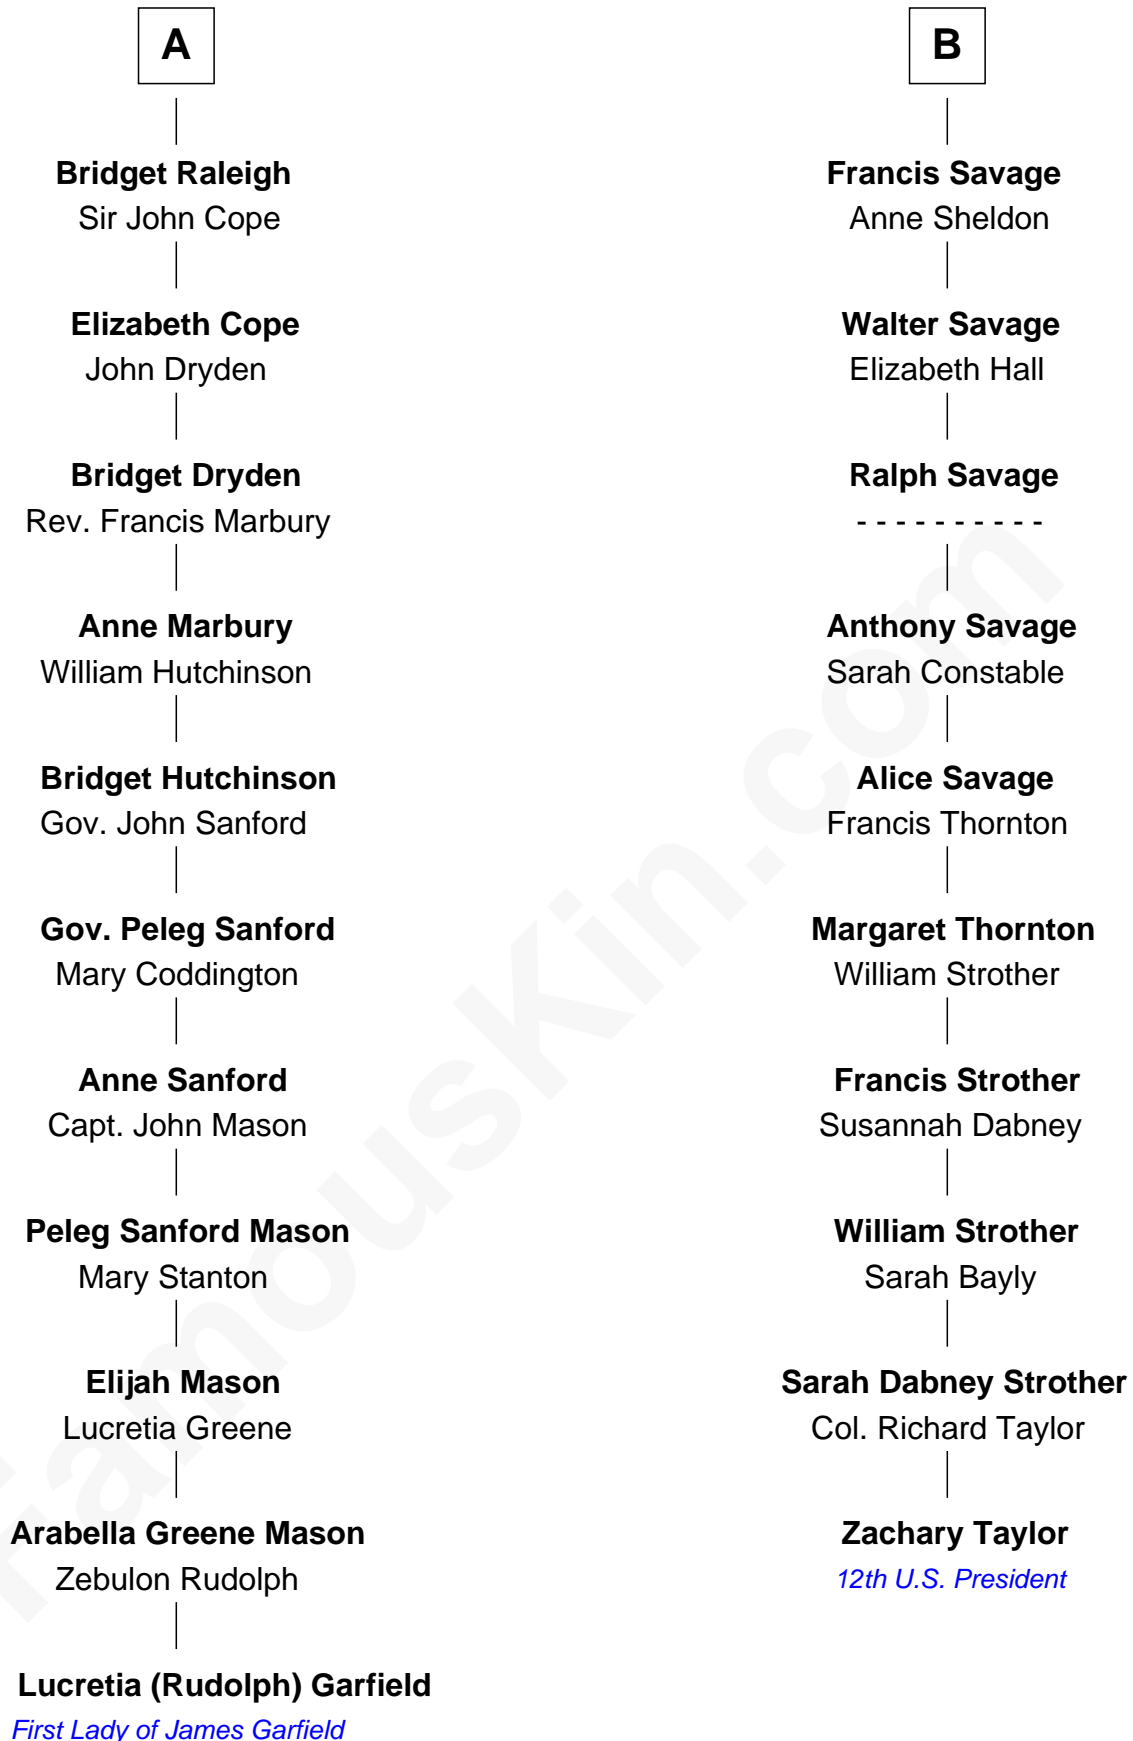 A
Bridget Raleigh
Sir John Cope
Elizabeth Cope
John Dryden
Bridget Dryden
Rev. Francis Marbury
Anne Marbury
William Hutchinson
Bridget Hutchinson
Gov. John Sanford
Gov. Peleg Sanford
Mary Coddington
Anne Sanford
Capt. John Mason
Peleg Sanford Mason
Mary Stanton
Elijah Mason
Lucretia Greene
Arabella Greene Mason
Zebulon Rudolph
Lucretia (Rudolph) Garfield
First Lady of James Garfield
B
Francis Savage
Anne Sheldon
Walter Savage
Elizabeth Hall
Ralph Savage
- - - - - - - - - -
Anthony Savage
Sarah Constable
Alice Savage
Francis Thornton
Margaret Thornton
William Strother
Francis Strother
Susannah Dabney
William Strother
Sarah Bayly
Sarah Dabney Strother
Col. Richard Taylor
Zachary Taylor
12th U.S. President
FamousKin.com